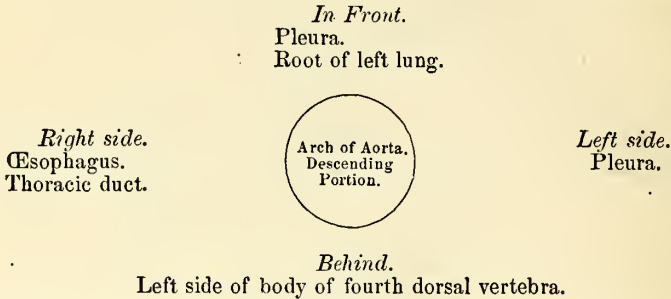 In Front.
Pleura.
Root of left lung.
Right side.
Œsophagus.
Thoracic duct.
Arch of Aorta.
Descending
Portion.
Left side.
Pleura.
Behind.
Left side of body of fourth dorsal vertebra.